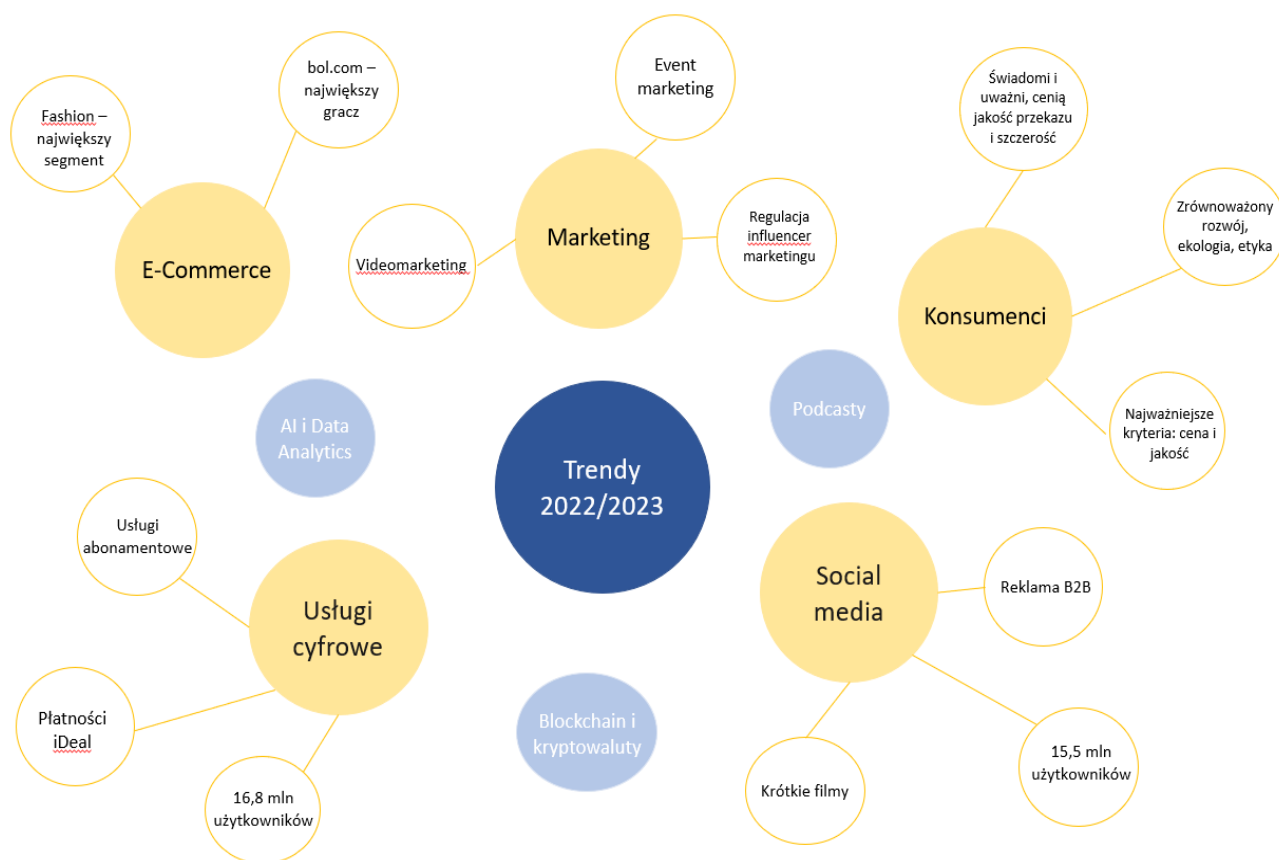 bol.com –
największy
gracz
Fashion –
największy
segment
E-Commerce
Event
marketing
Marketing
Videomarketing
Regulacja
influencer
marketingu
Świadomi i
uważni, cenią
jakość przekazu
i szczerość
Zrównoważony
rozwój,
ekologia, etyka
Konsumenci
Najważniejsze
kryteria: cena i
jakość
AI i Data
Analytics
Podcasty
Trendy
2022/2023
Usługi
abonamentowe
Usługi
cyfrowe
Płatności
iDeal
16,8 mln
użytkowników
Blockchain i
kryptowaluty
Social
media
Reklama B2B
15,5 mln
użytkowników
Krótkie filmy